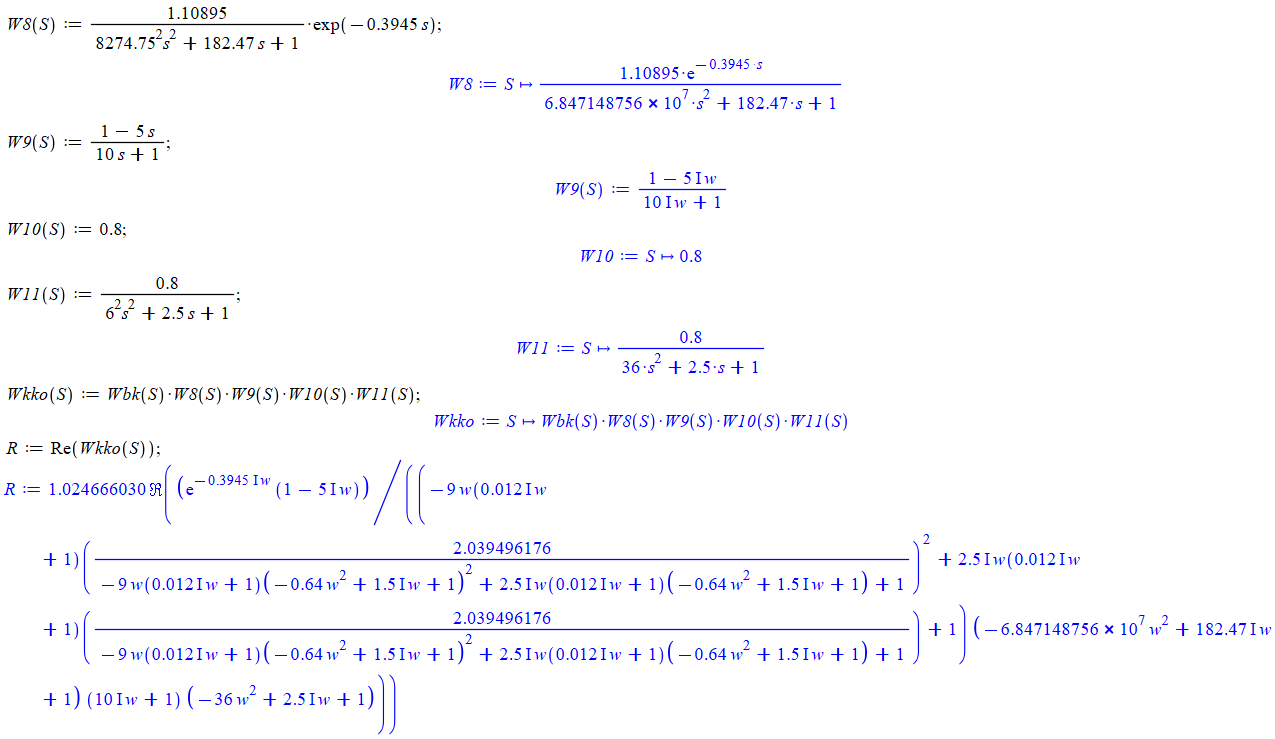 W8(S) := 1.10895 / (8274.75²s² + 182.47 s + 1) · exp(−0.3945 s);
W8 := S ↦ 1.10895·e^(−0.3945·s) / (6.847148756 × 10⁷·s² + 182.47·s + 1)
W9(S) := (1 − 5 s) / (10 s + 1);
W9(S) := (1 − 5 I w) / (10 I w + 1)
W10(S) := 0.8;
W10 := S ↦ 0.8
W11(S) := 0.8 / (6²s² + 2.5 s + 1);
W11 := S ↦ 0.8 / (36·s² + 2.5·s + 1)
Wkko(S) := Wbk(S)·W8(S)·W9(S)·W10(S)·W11(S);
Wkko := S ↦ Wbk(S)·W8(S)·W9(S)·W10(S)·W11(S)
R := Re(Wkko(S));
R := 1.024666030 ℜ((e^(−0.3945 I w) (1 − 5 I w)) / ((( −9 w(0.012 I w
+ 1)(2.039496176 / (−9 w(0.012 I w + 1)(−0.64 w² + 1.5 I w + 1)² + 2.5 I w(0.012 I w + 1)(−0.64 w² + 1.5 I w + 1) + 1))² + 2.5 I w(0.012 I w
+ 1)(2.039496176 / (−9 w(0.012 I w + 1)(−0.64 w² + 1.5 I w + 1)² + 2.5 I w(0.012 I w + 1)(−0.64 w² + 1.5 I w + 1) + 1)) + 1) (−6.847148756 × 10⁷ w² + 182.47 I w
+ 1) (10 I w + 1) (−36 w² + 2.5 I w + 1)))